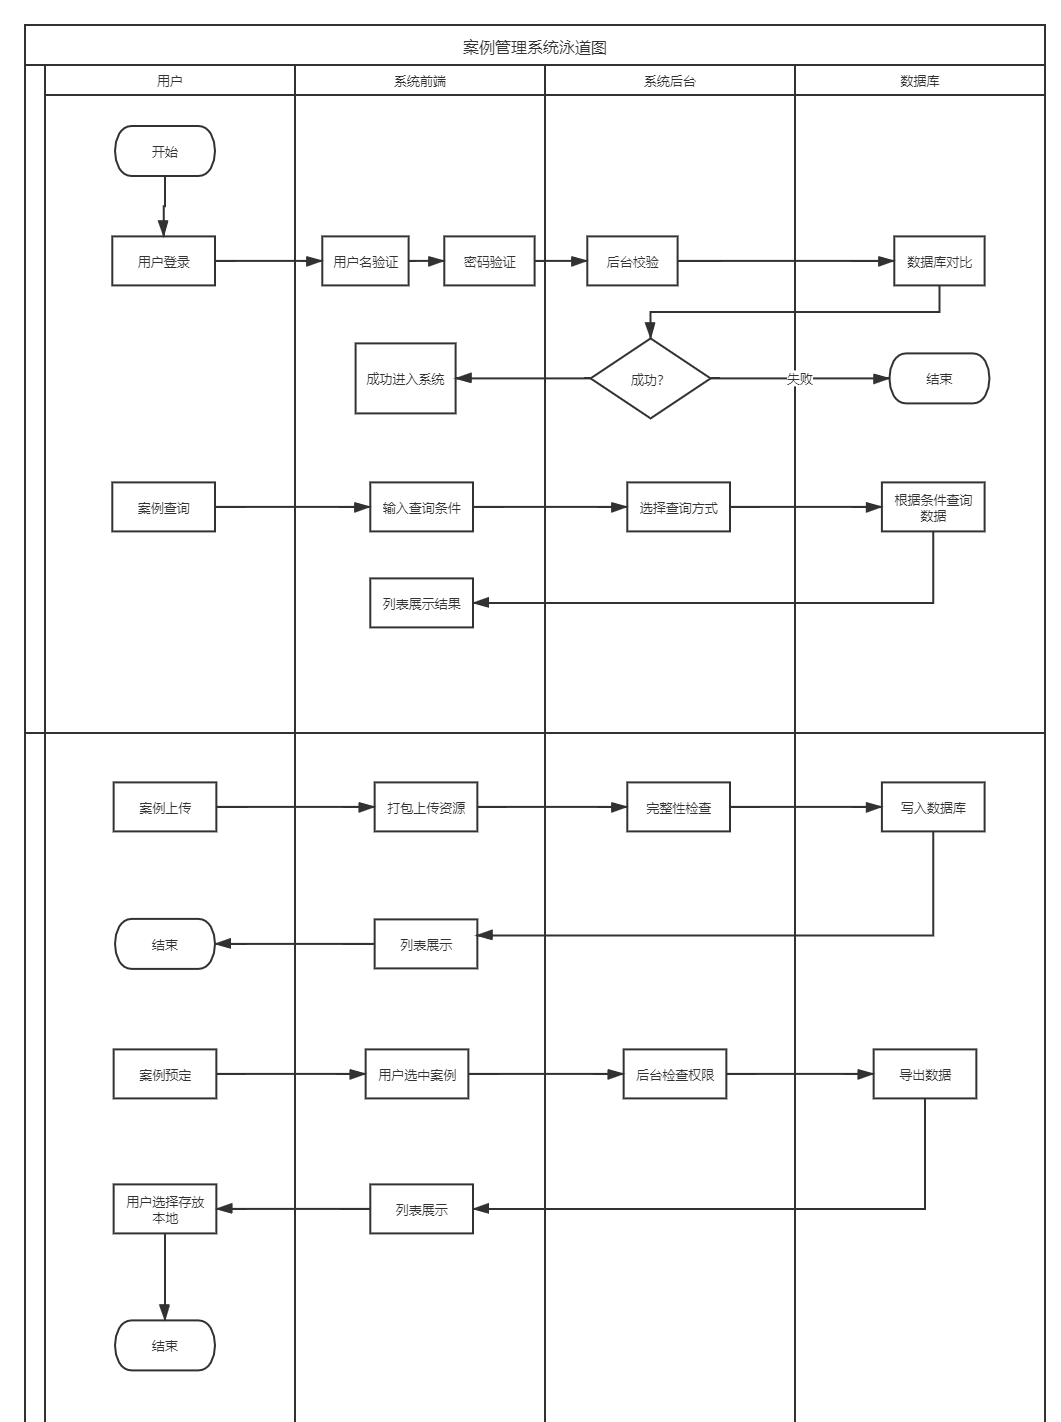 案例管理系统泳道图
用户
系统前端
系统后台
数据库
开始
用户登录
用户名验证
密码验证
后台校验
数据库对比
成功进入系统
成功?
失败
结束
案例查询
输入查询条件
选择查询方式
根据条件查询
数据
列表展示结果
案例上传
打包上传资源
完整性检查
写入数据库
结束
列表展示
案例预定
用户选中案例
后台检查权限
导出数据
用户选择存放
本地
列表展示
结束